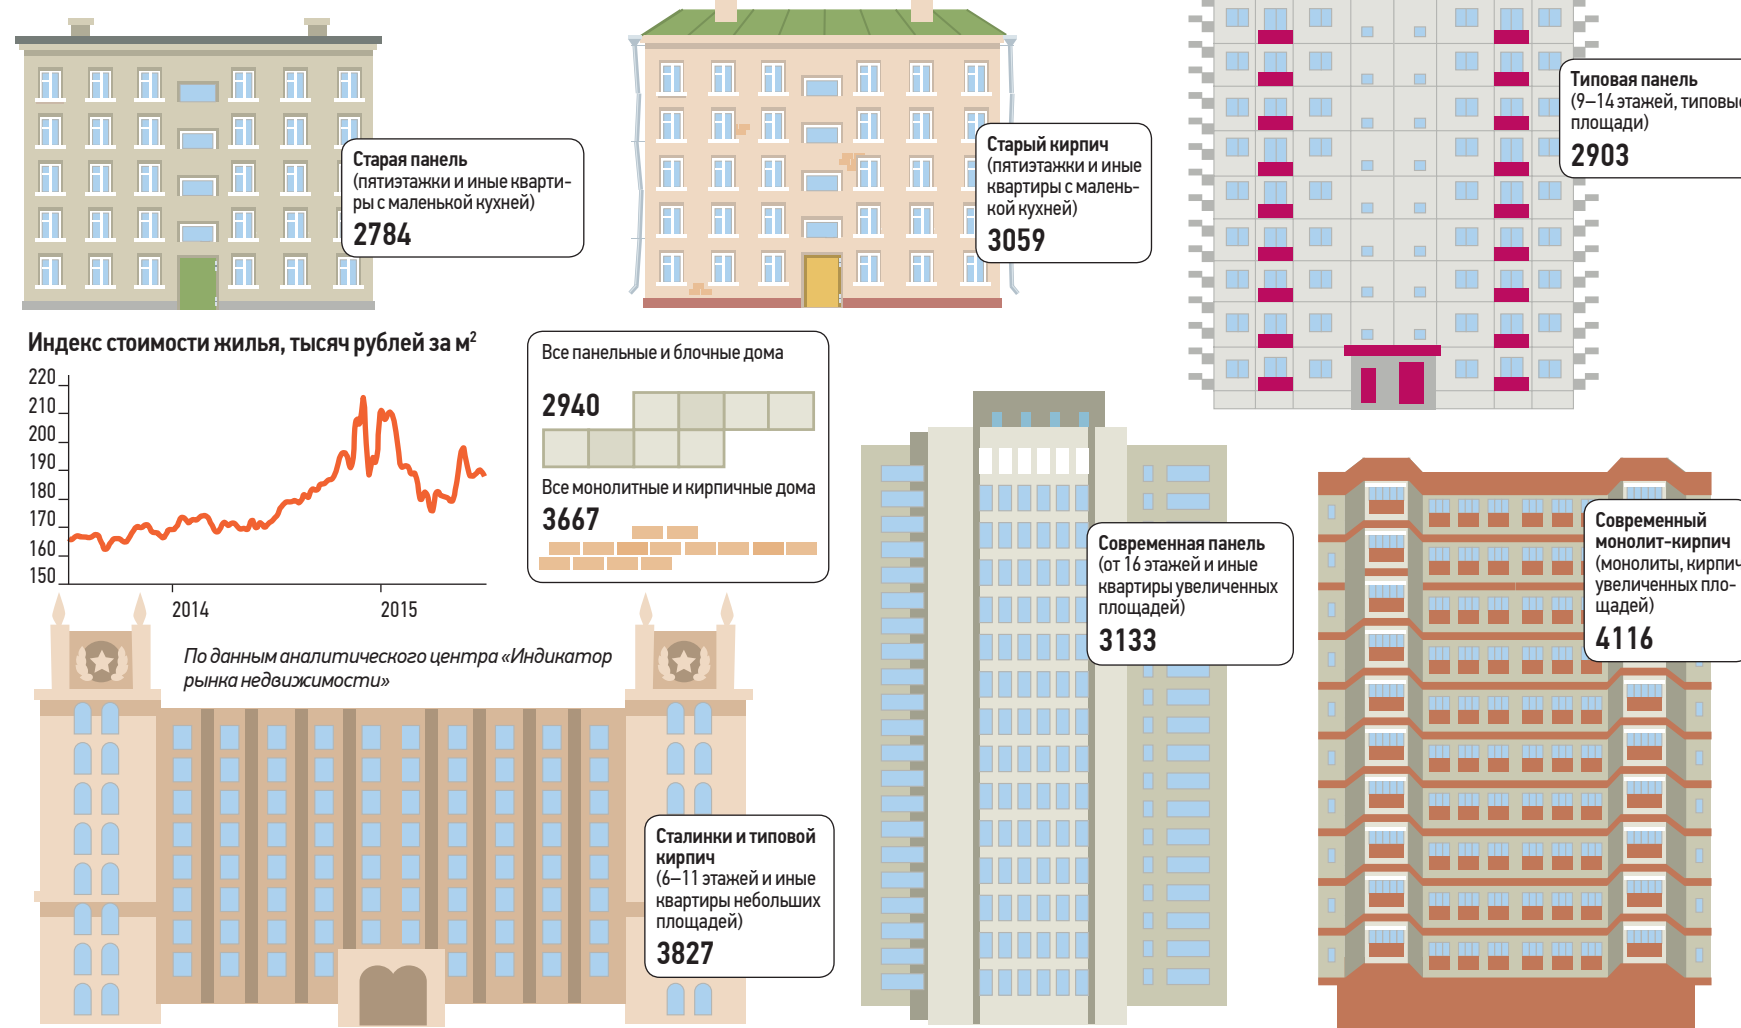 Старая панель
(пятиэтажки и иные кварти-
ры с маленькой кухней)
2784
Старый кирпич
(пятиэтажки и иные
квартиры с малень-
кой кухней)
3059
Типовая панель
(9–14 этажей, типовые
площади)
2903
Индекс стоимости жилья, тысяч рублей за м²
220
210
200
190
180
170
160
150
2014
2015
Все панельные и блочные дома
2940
Все монолитные и кирпичные дома
3667
По данным аналитического центра «Индикатор
рынка недвижимости»
Современная панель
(от 16 этажей и иные
квартиры увеличенных
площадей)
3133
Современный
монолит-кирпич
(монолиты, кирпич
увеличенных пло-
щадей)
4116
Сталинки и типовой
кирпич
(6–11 этажей и иные
квартиры небольших
площадей)
3827